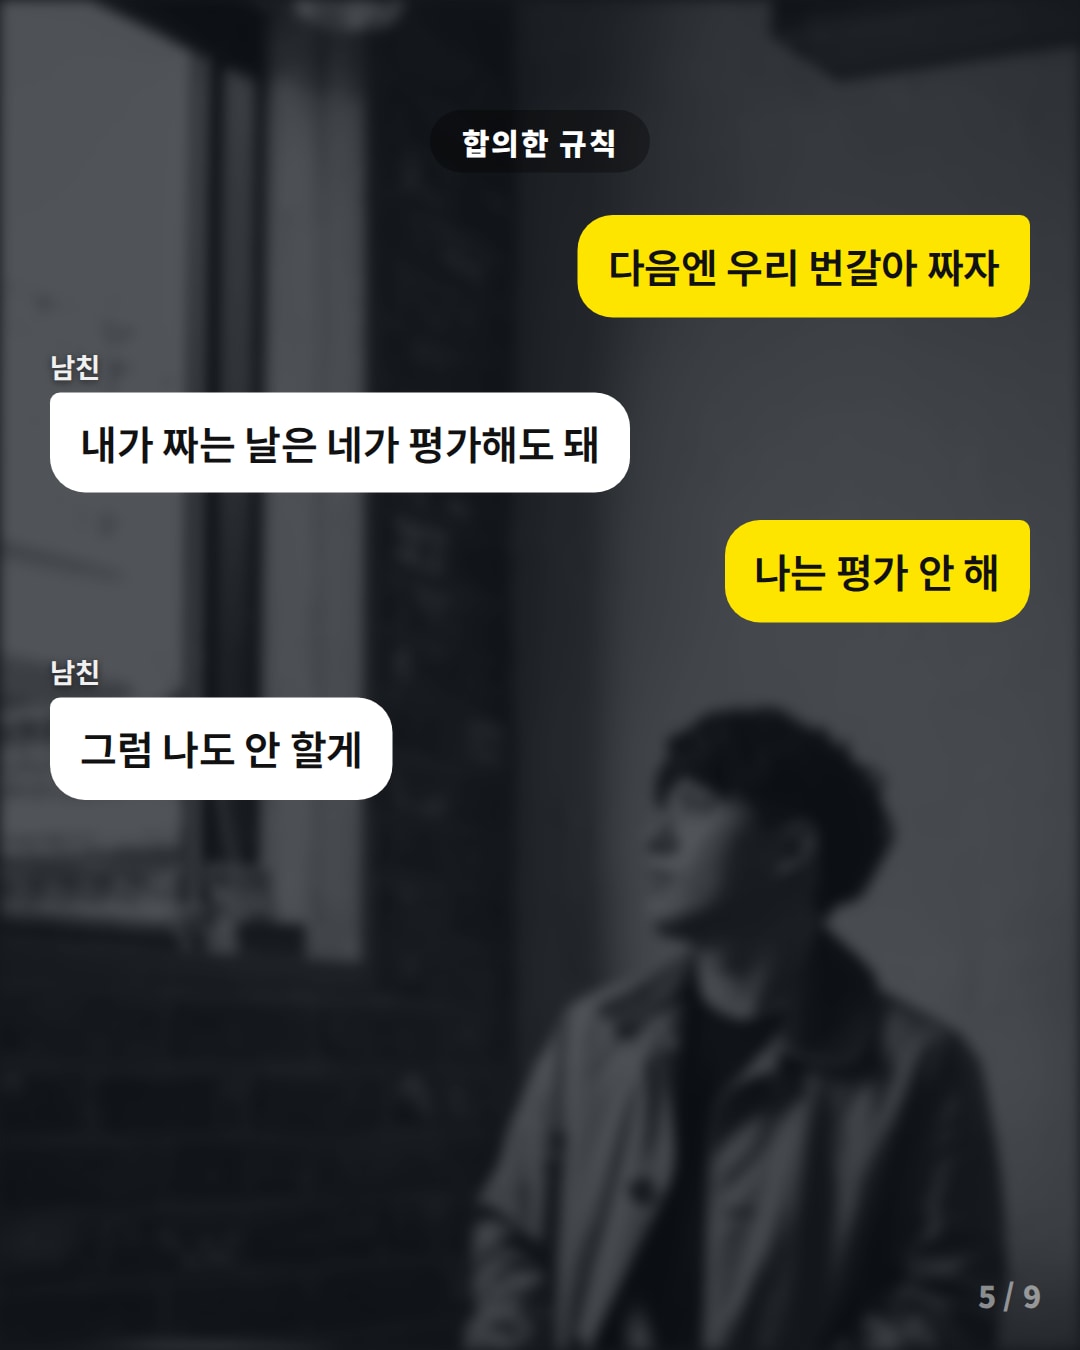 합의한 규칙
다음엔 우리 번갈아 짜자
남친
내가 짜는 날은 네가 평가해도 돼
나는 평가 안 해
남친
그럼 나도 안 할게
5 / 9